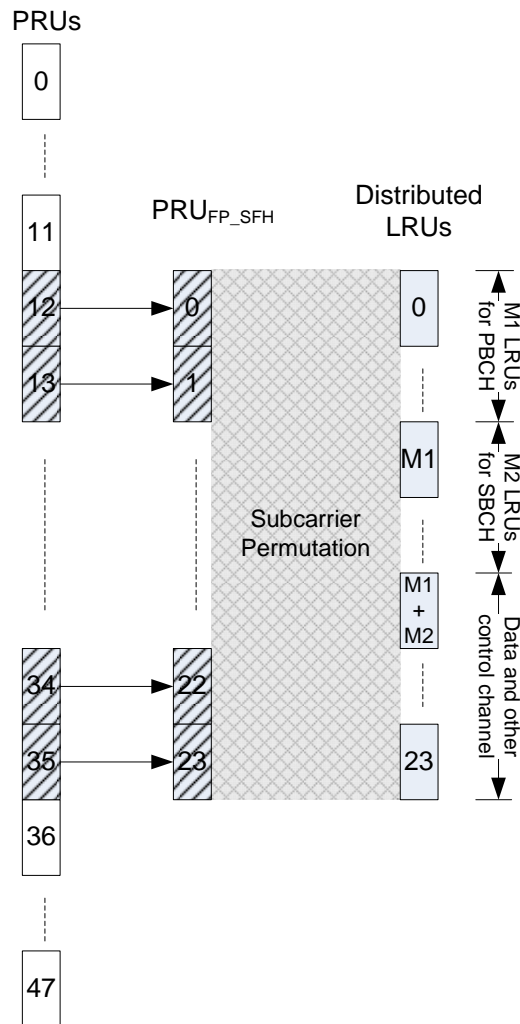 PRUs
0
11
12
13
34
35
36
47
PRUFP_SFH
0
1
22
23
Subcarrier
Permutation
Distributed
LRUs
0
M1
M1
+
M2
23
M1 LRUs
for PBCH
M2 LRUs
for SBCH
Data and other
control channel